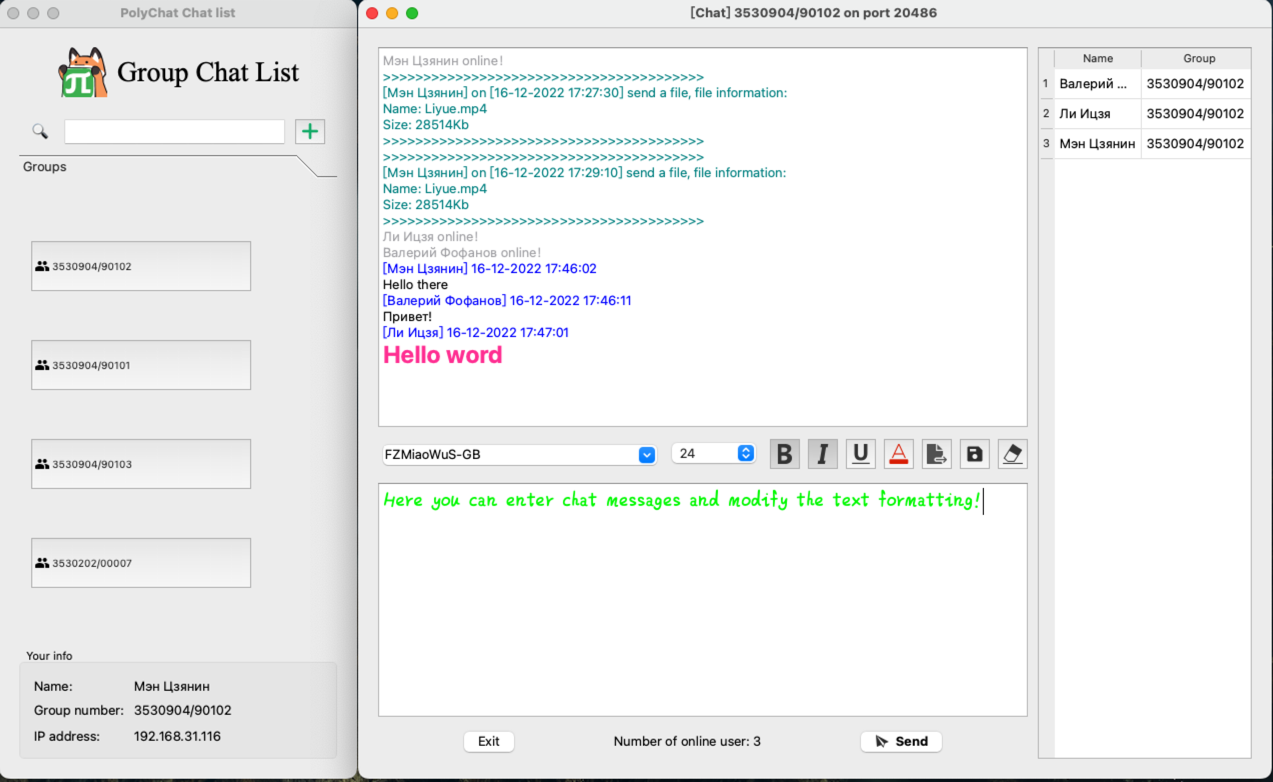 PolyChat Chat list
Group Chat List
Groups
3530904/90102
3530904/90101
3530904/90103
3530202/00007
Your info
Name: Мэн Цзянин
Group number: 3530904/90102
IP address: 192.168.31.116
[Chat] 3530904/90102 on port 20486
Мэн Цзянин online!
>>>>>>>>>>>>>>>>>>>>>>>>>>>>>>>>>>>>>>>>
[Мэн Цзянин] on [16-12-2022 17:27:30] send a file, file information:
Name: Liyue.mp4
Size: 28514Kb
>>>>>>>>>>>>>>>>>>>>>>>>>>>>>>>>>>>>>>>>
>>>>>>>>>>>>>>>>>>>>>>>>>>>>>>>>>>>>>>>>
[Мэн Цзянин] on [16-12-2022 17:29:10] send a file, file information:
Name: Liyue.mp4
Size: 28514Kb
>>>>>>>>>>>>>>>>>>>>>>>>>>>>>>>>>>>>>>>>
Ли Ицзя online!
Валерий Фофанов online!
[Мэн Цзянин] 16-12-2022 17:46:02
Hello there
[Валерий Фофанов] 16-12-2022 17:46:11
Привет!
[Ли Ицзя] 16-12-2022 17:47:01
Hello word
FZMiaoWuS-GB 24 B I U A
Here you can enter chat messages and modify the text formatting!
Exit Number of online user: 3 Send
Name Group
1 Валерий ... 3530904/90102
2 Ли Ицзя 3530904/90102
3 Мэн Цзянин 3530904/90102